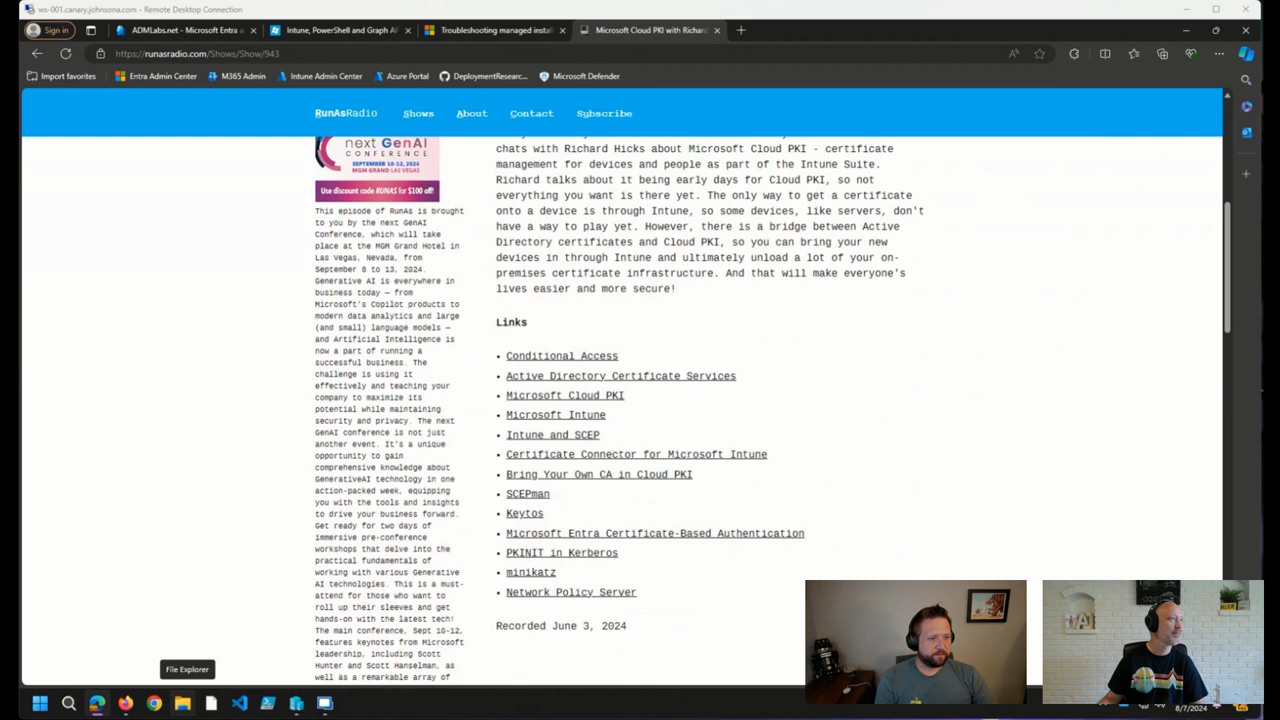 ws-001.canary.johnsona.com - Remote Desktop Connection
Sign in
ADMLabs.net - Microsoft Entra a
Intune, PowerShell and Graph AF
Troubleshooting managed instal
Microsoft Cloud PKI with Richar
https://runasradio.com/Shows/Show/943
Import favorites
Entra Admin Center
M365 Admin
Intune Admin Center
Azure Portal
DeploymentResearc...
Microsoft Defender
RunAsRadio
Shows
About
Contact
Subscribe
next GenAI
CONFERENCE
SEPTEMBER 10-12, 2024
MGM GRAND LAS VEGAS
Use discount code RUNAS for $100 off!
This episode of RunAs is brought
to you by the next GenAI
Conference, which will take
place at the MGM Grand Hotel in
Las Vegas, Nevada, from
September 8 to 13, 2024.
Generative AI is everywhere in
business today — from
Microsoft's Copilot products to
modern data analytics and large
(and small) language models —
and Artificial Intelligence is
now a part of running a
successful business. The
challenge is using it
effectively and teaching your
company to maximize its
potential while maintaining
security and privacy. The next
GenAI conference is not just
another event. It's a unique
opportunity to gain
comprehensive knowledge about
GenerativeAI technology in one
action-packed week, equipping
you with the tools and insights
to drive your business forward.
Get ready for two days of
immersive pre-conference
workshops that delve into the
practical fundamentals of
working with various Generative
AI technologies. This is a must-
attend for those who want to
roll up their sleeves and get
hands-on with the latest tech!
The main conference, Sept 10-12,
features keynotes from Microsoft
leadership, including Scott
Hunter and Scott Hanselman, as
well as a remarkable array of
chats with Richard Hicks about Microsoft Cloud PKI - certificate
management for devices and people as part of the Intune Suite.
Richard talks about it being early days for Cloud PKI, so not
everything you want is there yet. The only way to get a certificate
onto a device is through Intune, so some devices, like servers, don't
have a way to play yet. However, there is a bridge between Active
Directory certificates and Cloud PKI, so you can bring your new
devices in through Intune and ultimately unload a lot of your on-
premises certificate infrastructure. And that will make everyone's
lives easier and more secure!
Links
• Conditional Access
• Active Directory Certificate Services
• Microsoft Cloud PKI
• Microsoft Intune
• Intune and SCEP
• Certificate Connector for Microsoft Intune
• Bring Your Own CA in Cloud PKI
• SCEPman
• Keytos
• Microsoft Entra Certificate-Based Authentication
• PKINIT in Kerberos
• minikatz
• Network Policy Server
Recorded June 3, 2024
File Explorer
8/7/2024